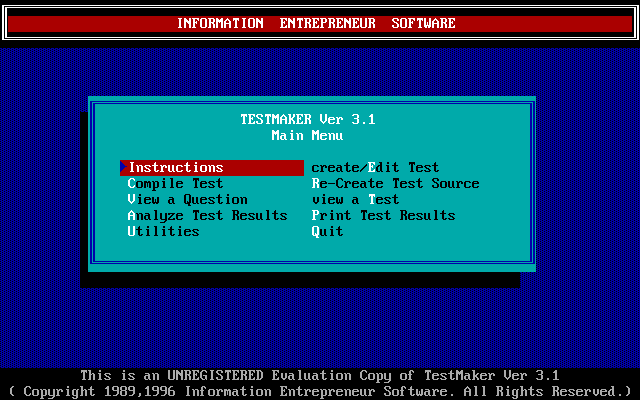 INFORMATION ENTREPRENEUR SOFTWARE
TESTMAKER Ver 3.1
Main Menu
Instructions create/Edit Test
Compile Test Re-Create Test Source
View a Question view a Test
Analyze Test Results Print Test Results
Utilities Quit
This is an UNREGISTERED Evaluation Copy of TestMaker Ver 3.1
( Copyright 1989,1996 Information Entrepreneur Software. All Rights Reserved.)